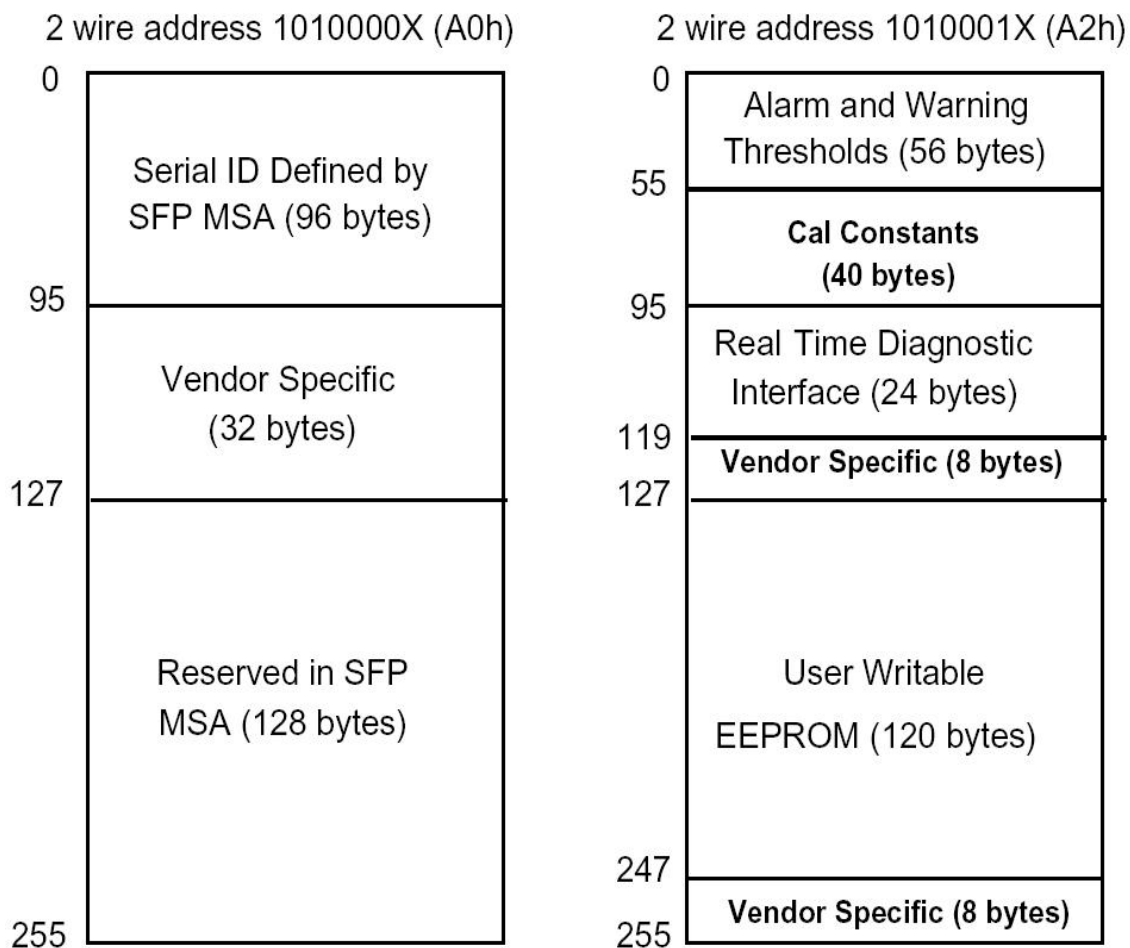 2 wire address 1010000X (A0h)
0
Serial ID Defined by
SFP MSA (96 bytes)
95
Vendor Specific
(32 bytes)
127
Reserved in SFP
MSA (128 bytes)
255
2 wire address 1010001X (A2h)
0
Alarm and Warning
Thresholds (56 bytes)
55
Cal Constants
(40 bytes)
95
Real Time Diagnostic
Interface (24 bytes)
119
Vendor Specific (8 bytes)
127
User Writable
EEPROM (120 bytes)
247
Vendor Specific (8 bytes)
255